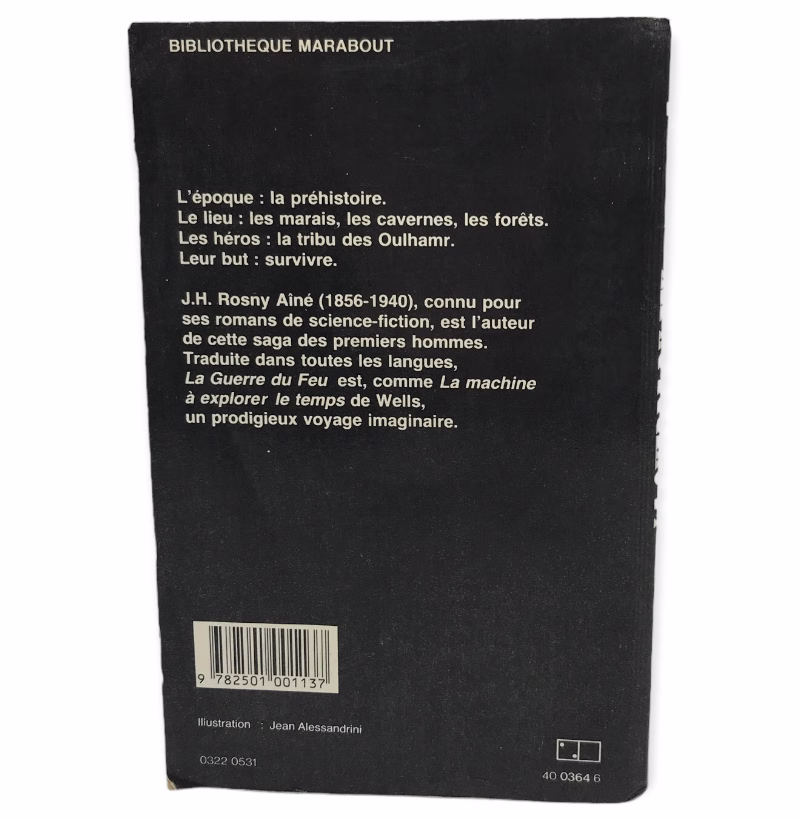 BIBLIOTHEQUE MARABOUT
L'époque : la préhistoire.
Le lieu : les marais, les cavernes, les forêts.
Les héros : la tribu des Oulhamr.
Leur but : survivre.
J.H. Rosny Aîné (1856-1940), connu pour
ses romans de science-fiction, est l'auteur
de cette saga des premiers hommes.
Traduite dans toutes les langues,
La Guerre du Feu est, comme La machine
à explorer le temps de Wells,
un prodigieux voyage imaginaire.
9 782501 001137
Illustration : Jean Alessandrini
0322 0531
40 0364 6